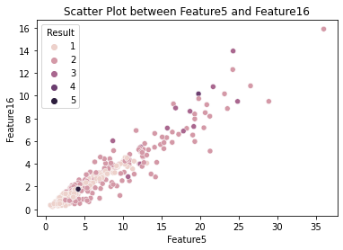 Scatter Plot between Feature5 and Feature16
Result
1
2
3
4
5
16
14
12
10
8
6
4
2
0
Feature16
0 5 10 15 20 25 30 35
Feature5